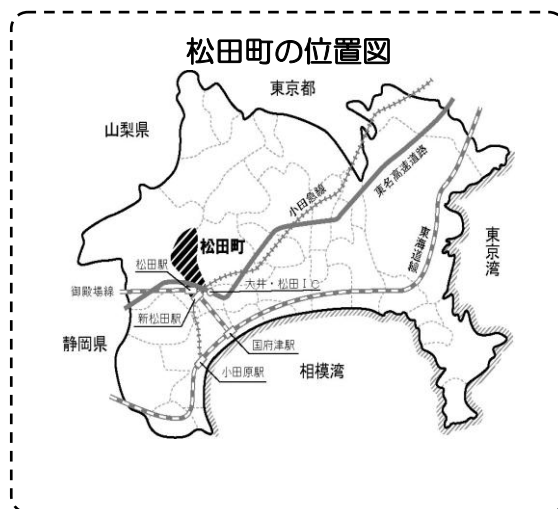 松田町の位置図
東京都
山梨県
小田急線
東名高速道路
松田町
東海道線
東京湾
松田駅
御殿場線
大井・松田IC
新松田駅
静岡県
国府津駅
相模湾
小田原駅